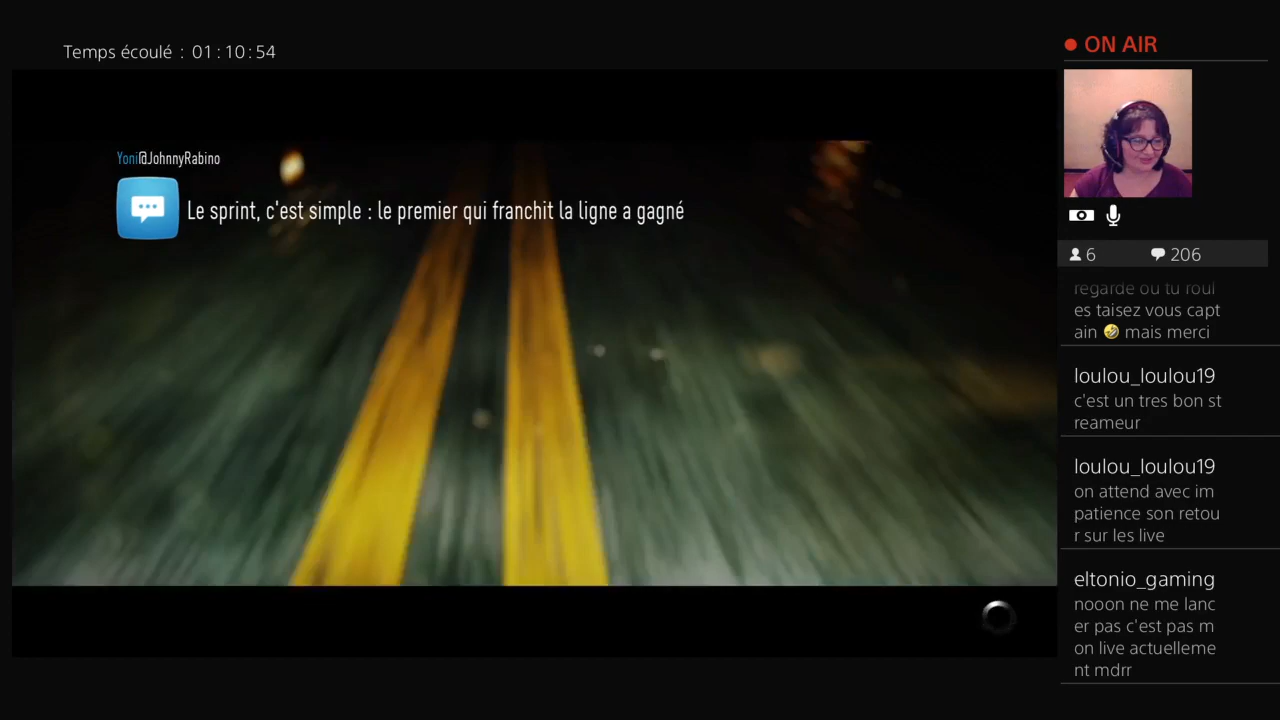 Temps écoulé : 01:10:54
ON AIR
Yoni@JohnnyRabino
Le sprint, c'est simple : le premier qui franchit la ligne a gagné
6
206
regarde ou tu roul
es taisez vous capt
ain 🤣 mais merci
loulou_loulou19
c'est un tres bon st
reameur
loulou_loulou19
on attend avec im
patience son retou
r sur les live
eltonio_gaming
nooon ne me lanc
er pas c'est pas m
on live actuelleme
nt mdrr